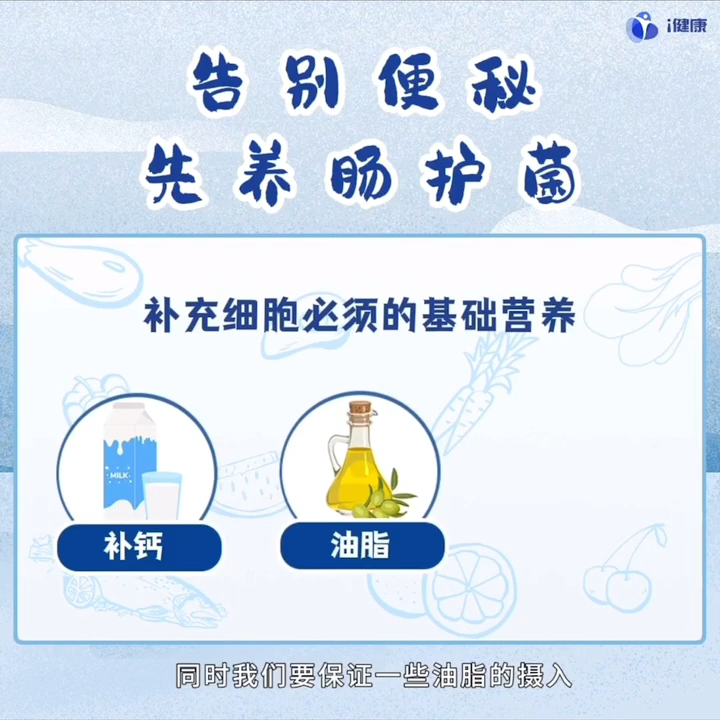 i健康
告别便秘
先养肠护菌
补充细胞必须的基础营养
MILK
补钙
油脂
同时我们要保证一些油脂的摄入